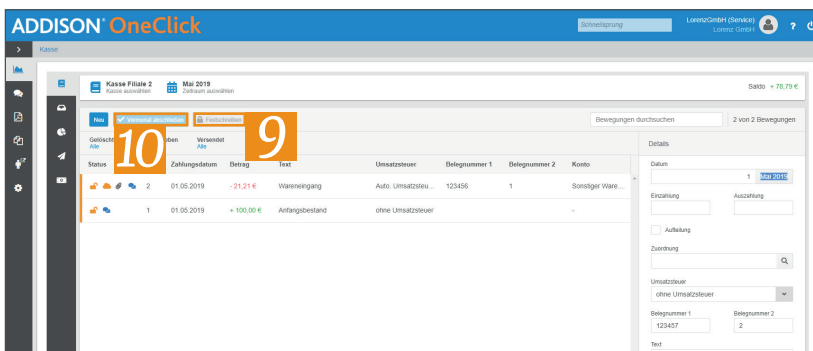 ADDISON OneClick
Schnellsprung
LorenzGmbH (Service)
Lorenz GmbH
?
Kasse
Kasse Filiale 2
Kasse auswählen
Mai 2019
Zeitraum auswählen
Saldo + 78,79 €
Neu
Vormonat abschließen
Festschreiben
Bewegungen durchsuchen
2 von 2 Bewegungen
10
9
Gelöscht
Alle
Versendet
Alle
Details
Status Zahlungsdatum Betrag Text Umsatzsteuer Belegnummer 1 Belegnummer 2 Konto
2 01.05.2019 - 21,21 € Wareneingang Auto. Umsatzsteu... 123456 1 Sonstiger Ware...
1 01.05.2019 + 100,00 € Anfangsbestand ohne Umsatzsteuer -
Datum
1 Mai 2019
Einzahlung Auszahlung
Aufteilung
Zuordnung
Umsatzsteuer
ohne Umsatzsteuer
Belegnummer 1 Belegnummer 2
123457 2
Text